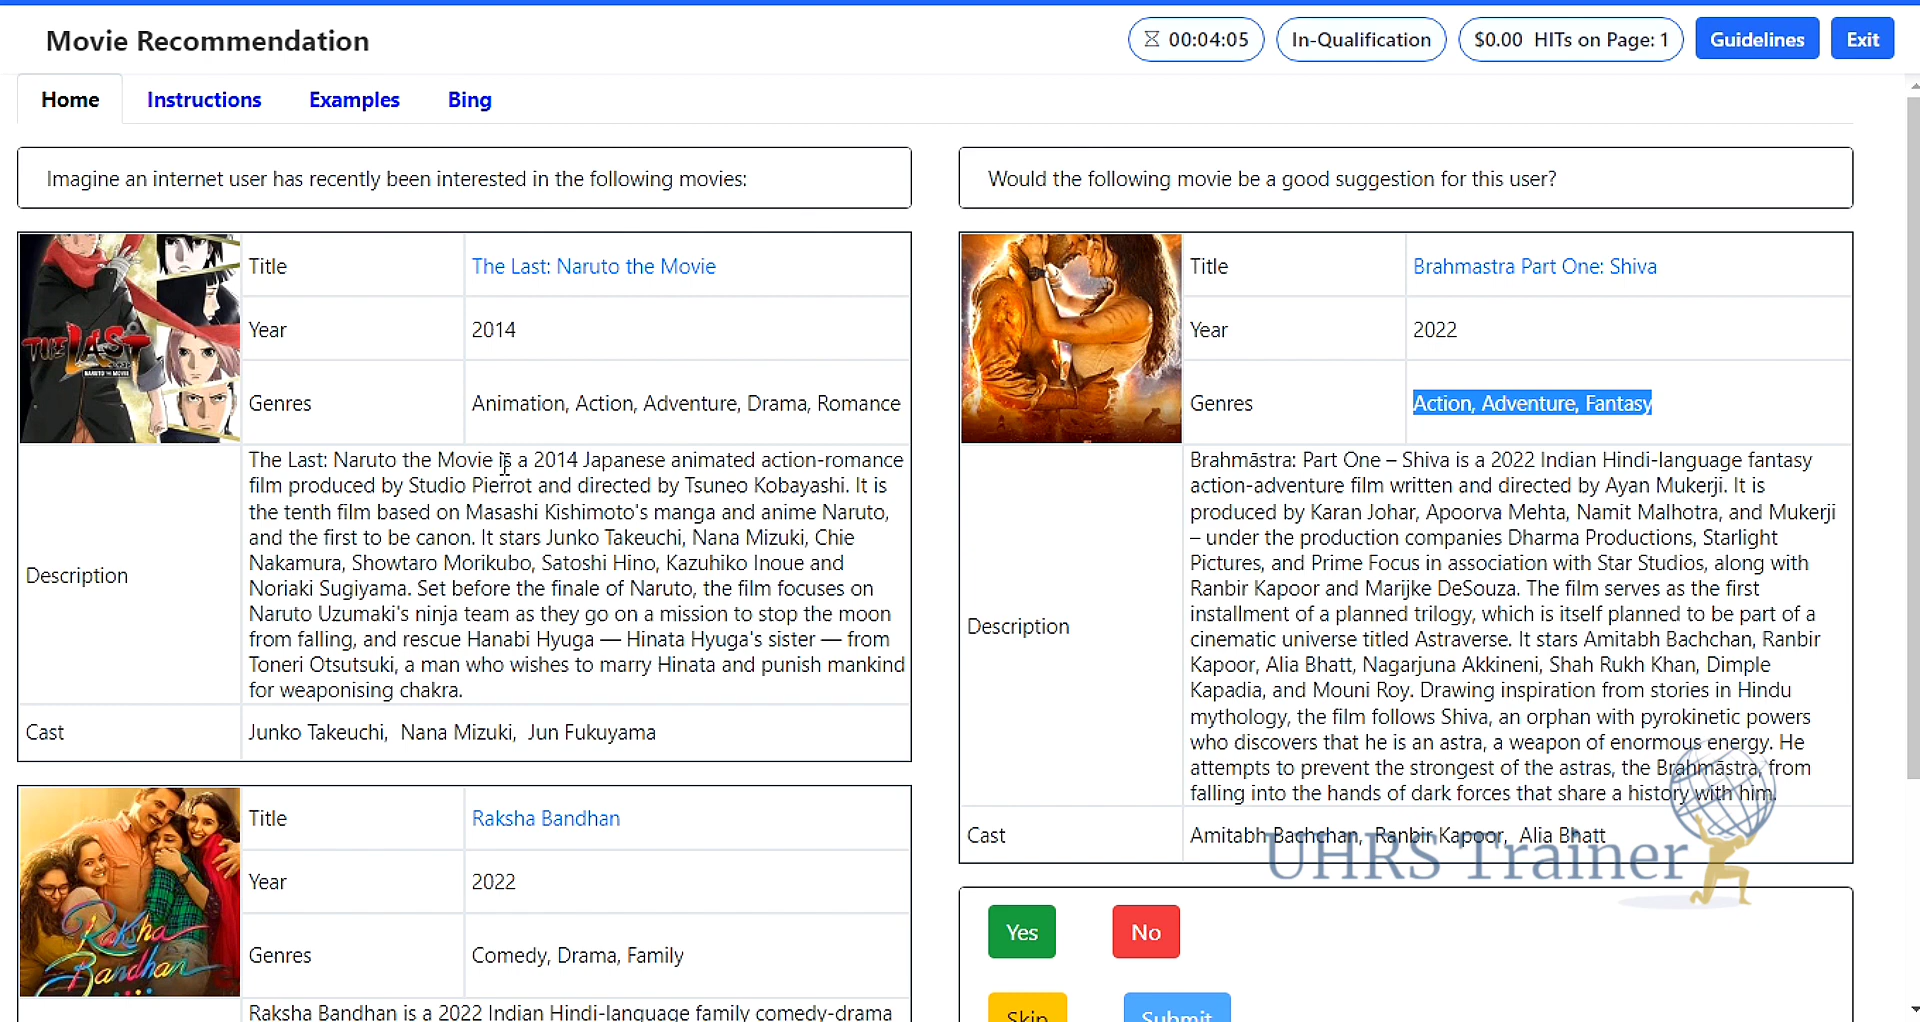 Movie Recommendation
00:04:05
In-Qualification
$0.00 HITs on Page: 1
Guidelines
Exit
Home
Instructions
Examples
Bing
Imagine an internet user has recently been interested in the following movies:
THE LAST
NARUTO THE MOVIE
Title
The Last: Naruto the Movie
Year
2014
Genres
Animation, Action, Adventure, Drama, Romance
Description
The Last: Naruto the Movie is a 2014 Japanese animated action-romance
film produced by Studio Pierrot and directed by Tsuneo Kobayashi. It is
the tenth film based on Masashi Kishimoto's manga and anime Naruto,
and the first to be canon. It stars Junko Takeuchi, Nana Mizuki, Chie
Nakamura, Showtaro Morikubo, Satoshi Hino, Kazuhiko Inoue and
Noriaki Sugiyama. Set before the finale of Naruto, the film focuses on
Naruto Uzumaki's ninja team as they go on a mission to stop the moon
from falling, and rescue Hanabi Hyuga — Hinata Hyuga's sister — from
Toneri Otsutsuki, a man who wishes to marry Hinata and punish mankind
for weaponising chakra.
Cast
Junko Takeuchi, Nana Mizuki, Jun Fukuyama
Raksha
Bandhan
Title
Raksha Bandhan
Year
2022
Genres
Comedy, Drama, Family
Raksha Bandhan is a 2022 Indian Hindi-language family comedy-drama
Would the following movie be a good suggestion for this user?
Title
Brahmastra Part One: Shiva
Year
2022
Genres
Action, Adventure, Fantasy
Description
Brahmāstra: Part One – Shiva is a 2022 Indian Hindi-language fantasy
action-adventure film written and directed by Ayan Mukerji. It is
produced by Karan Johar, Apoorva Mehta, Namit Malhotra, and Mukerji
– under the production companies Dharma Productions, Starlight
Pictures, and Prime Focus in association with Star Studios, along with
Ranbir Kapoor and Marijke DeSouza. The film serves as the first
installment of a planned trilogy, which is itself planned to be part of a
cinematic universe titled Astraverse. It stars Amitabh Bachchan, Ranbir
Kapoor, Alia Bhatt, Nagarjuna Akkineni, Shah Rukh Khan, Dimple
Kapadia, and Mouni Roy. Drawing inspiration from stories in Hindu
mythology, the film follows Shiva, an orphan with pyrokinetic powers
who discovers that he is an astra, a weapon of enormous energy. He
attempts to prevent the strongest of the astras, the Brahmāstra, from
falling into the hands of dark forces that share a history with him.
Cast
Amitabh Bachchan, Ranbir Kapoor, Alia Bhatt
UHRS Trainer
Yes
No
Skip
Submit